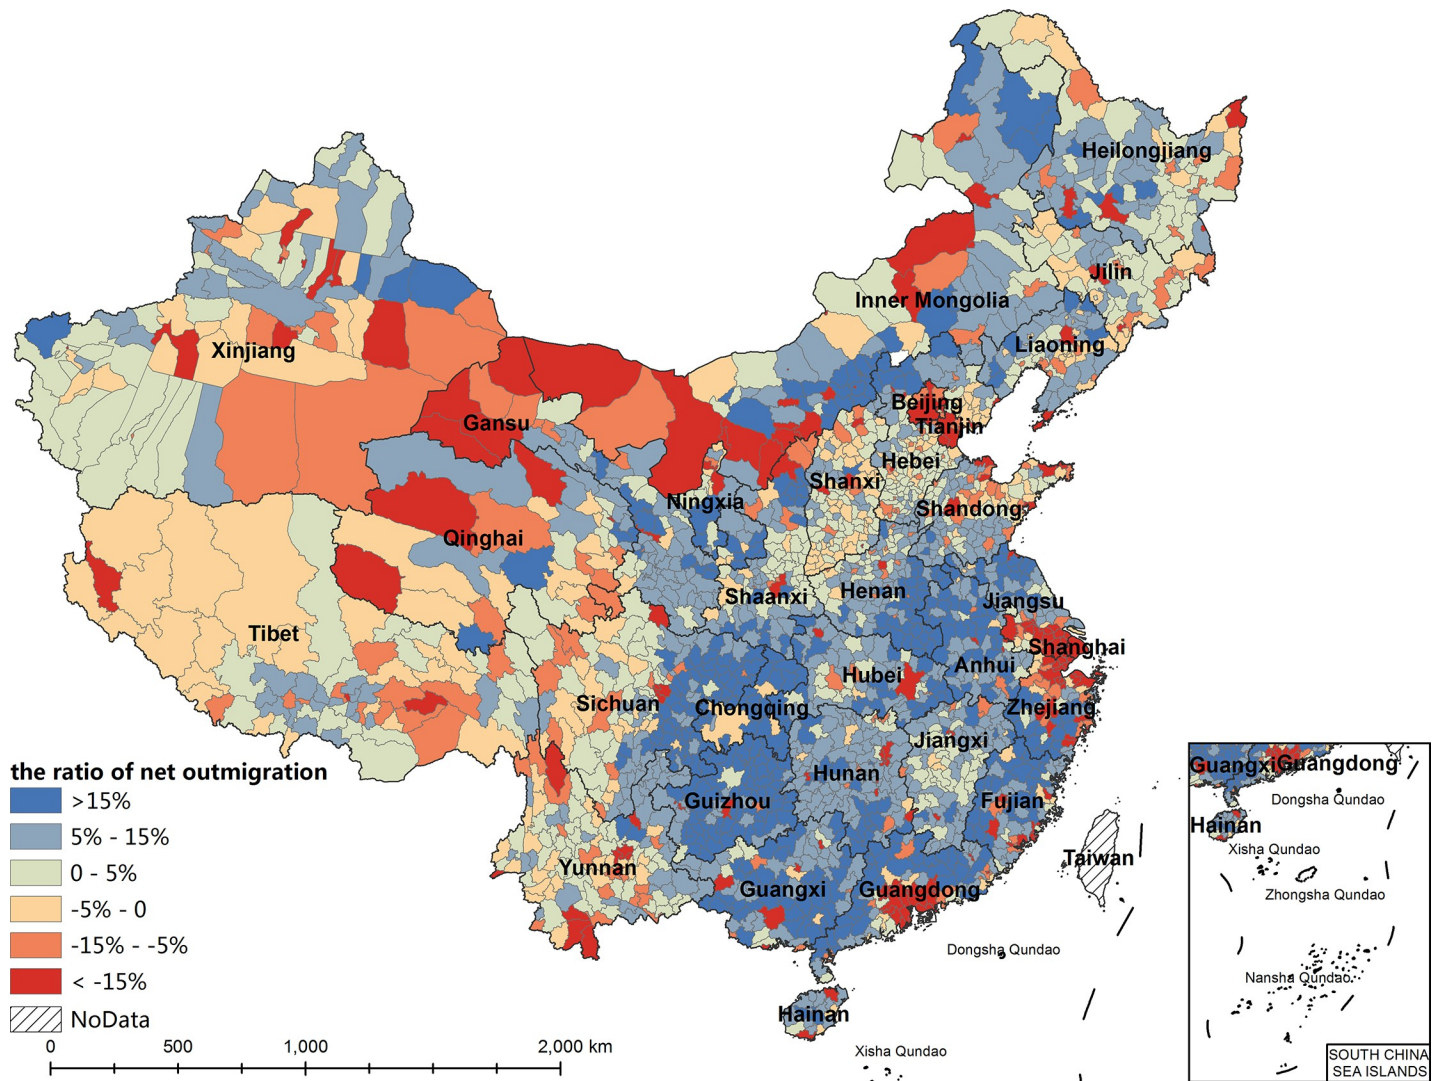 Heilongjiang
Jilin
Inner Mongolia
Liaoning
Xinjiang
Beijing
Tianjin
Gansu
Hebei
Shanxi
Ningxia
Shandong
Qinghai
Shaanxi
Henan
Jiangsu
Tibet
Shanghai
Anhui
Hubei
Sichuan
Chongqing
Zhejiang
Jiangxi
Hunan
Guizhou
Fujian
Taiwan
Yunnan
Guangxi
Guangdong
Dongsha Qundao
Hainan
Xisha Qundao
the ratio of net outmigration
>15%
5% - 15%
0 - 5%
-5% - 0
-15% - -5%
< -15%
NoData
0 500 1,000 2,000 km
Guangxi Guangdong
Dongsha Qundao
Hainan
Xisha Qundao
Zhongsha Qundao
Nansha Qundao
SOUTH CHINA
SEA ISLANDS